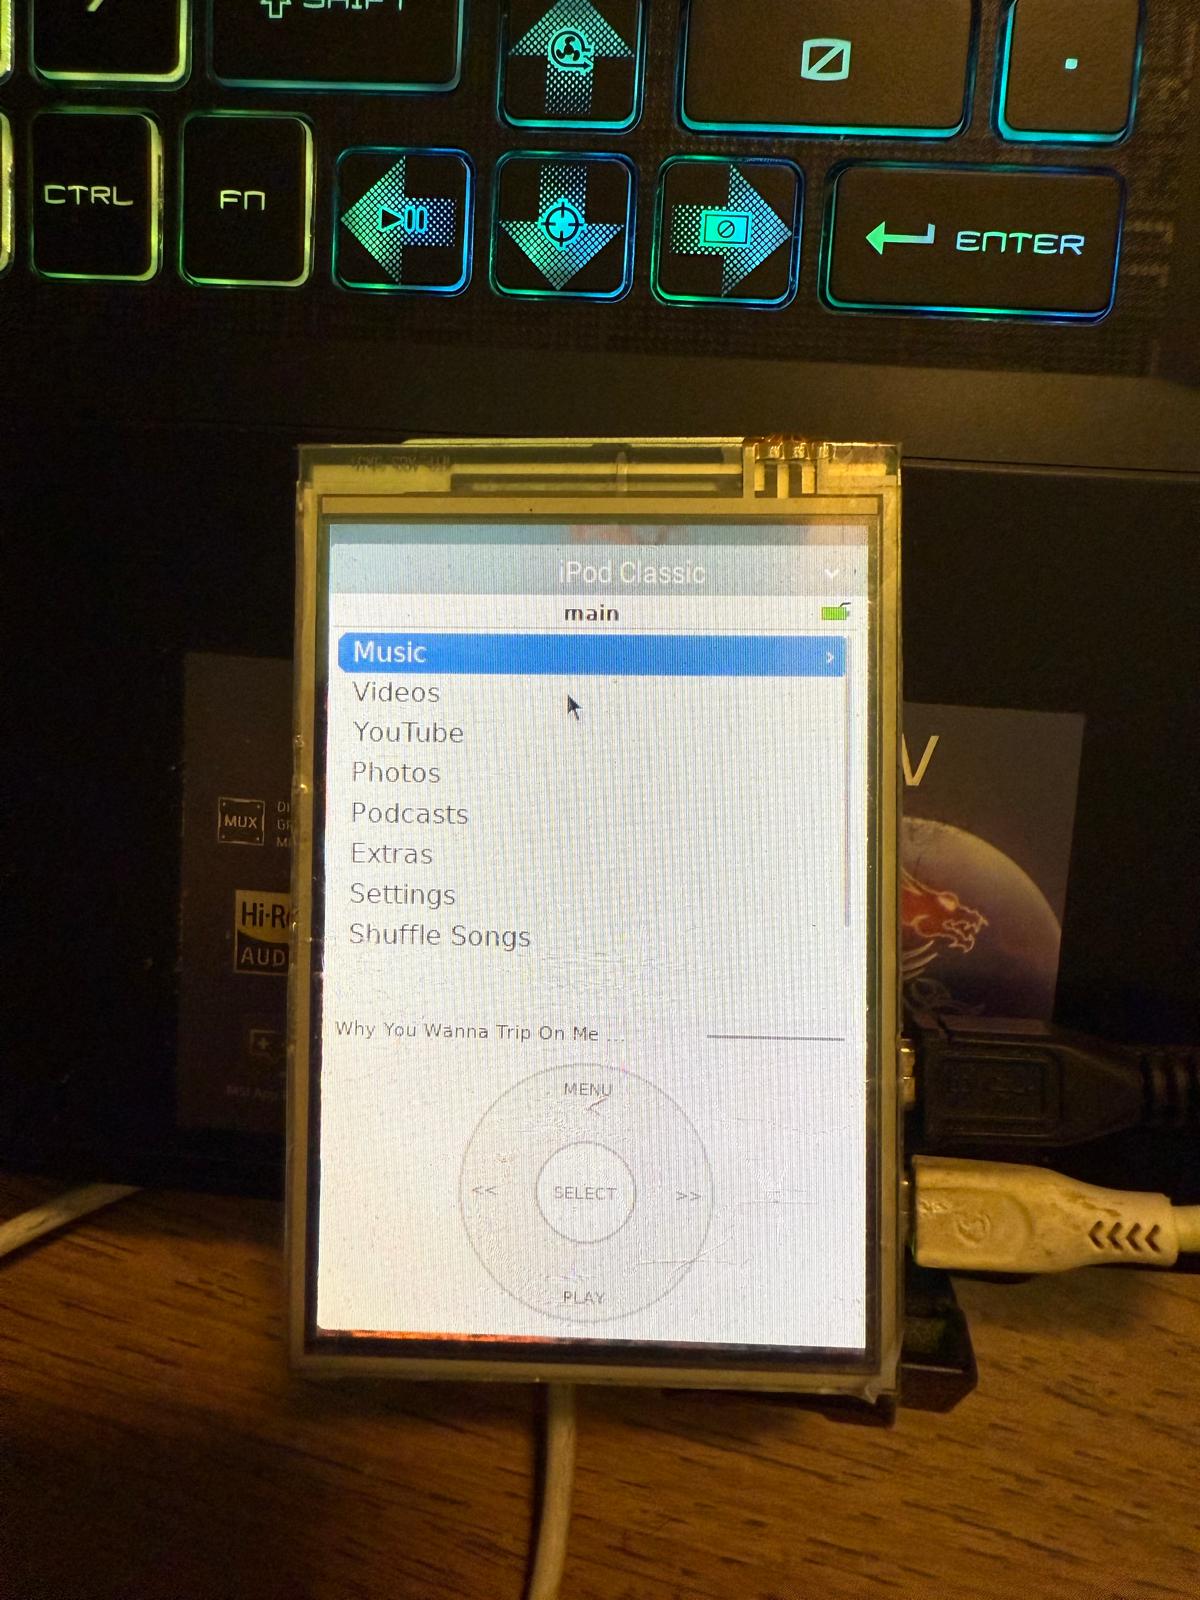 SHIFT
CTRL
FN
ENTER
iPod Classic
main
Music
Videos
YouTube
Photos
Podcasts
Extras
Settings
Shuffle Songs
Why You Wanna Trip On Me ...
MENU
<< SELECT >>
PLAY
MUX
Hi-R
AUD
V